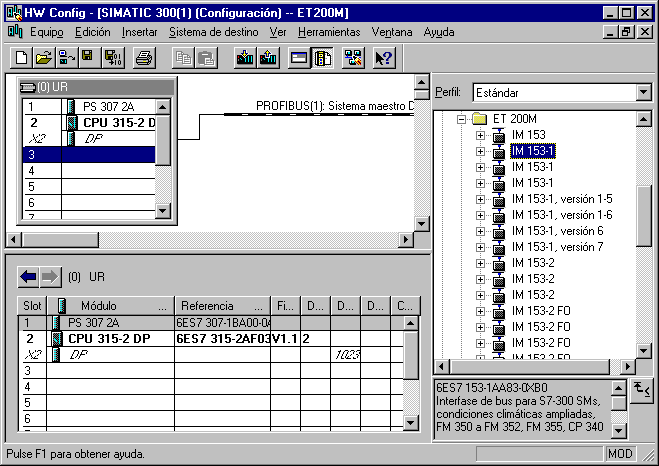 HW Config - [SIMATIC 300(1) (Configuración) -- ET200M]
Equipo Edición Insertar Sistema de destino Ver Herramientas Ventana Ayuda
(0) UR
1 PS 307 2A
2 CPU 315-2 DP
X2 DP
3
4
5
6
7
PROFIBUS(1): Sistema maestro D
Perfil: Estándar
ET 200M
IM 153
IM 153-1
IM 153-1
IM 153-1
IM 153-1, versión 1-5
IM 153-1, versión 1-6
IM 153-1, versión 6
IM 153-1, versión 7
IM 153-2
IM 153-2
IM 153-2
IM 153-2 FO
IM 153-2 FO
IM 153-2 FO
IM 153-2 FO
(0) UR
Slot Módulo ... Referencia ... Fi... D... D... D... C...
1 PS 307 2A 6ES7 307-1BA00-0A
2 CPU 315-2 DP 6ES7 315-2AF03 V1.1 2
X2 DP 1023
3
4
5
6
6ES7 153-1AA83-0XB0
Interfase de bus para S7-300 SMs,
condiciones climáticas ampliadas,
FM 350 a FM 352, FM 355, CP 340
Pulse F1 para obtener ayuda.
MOD